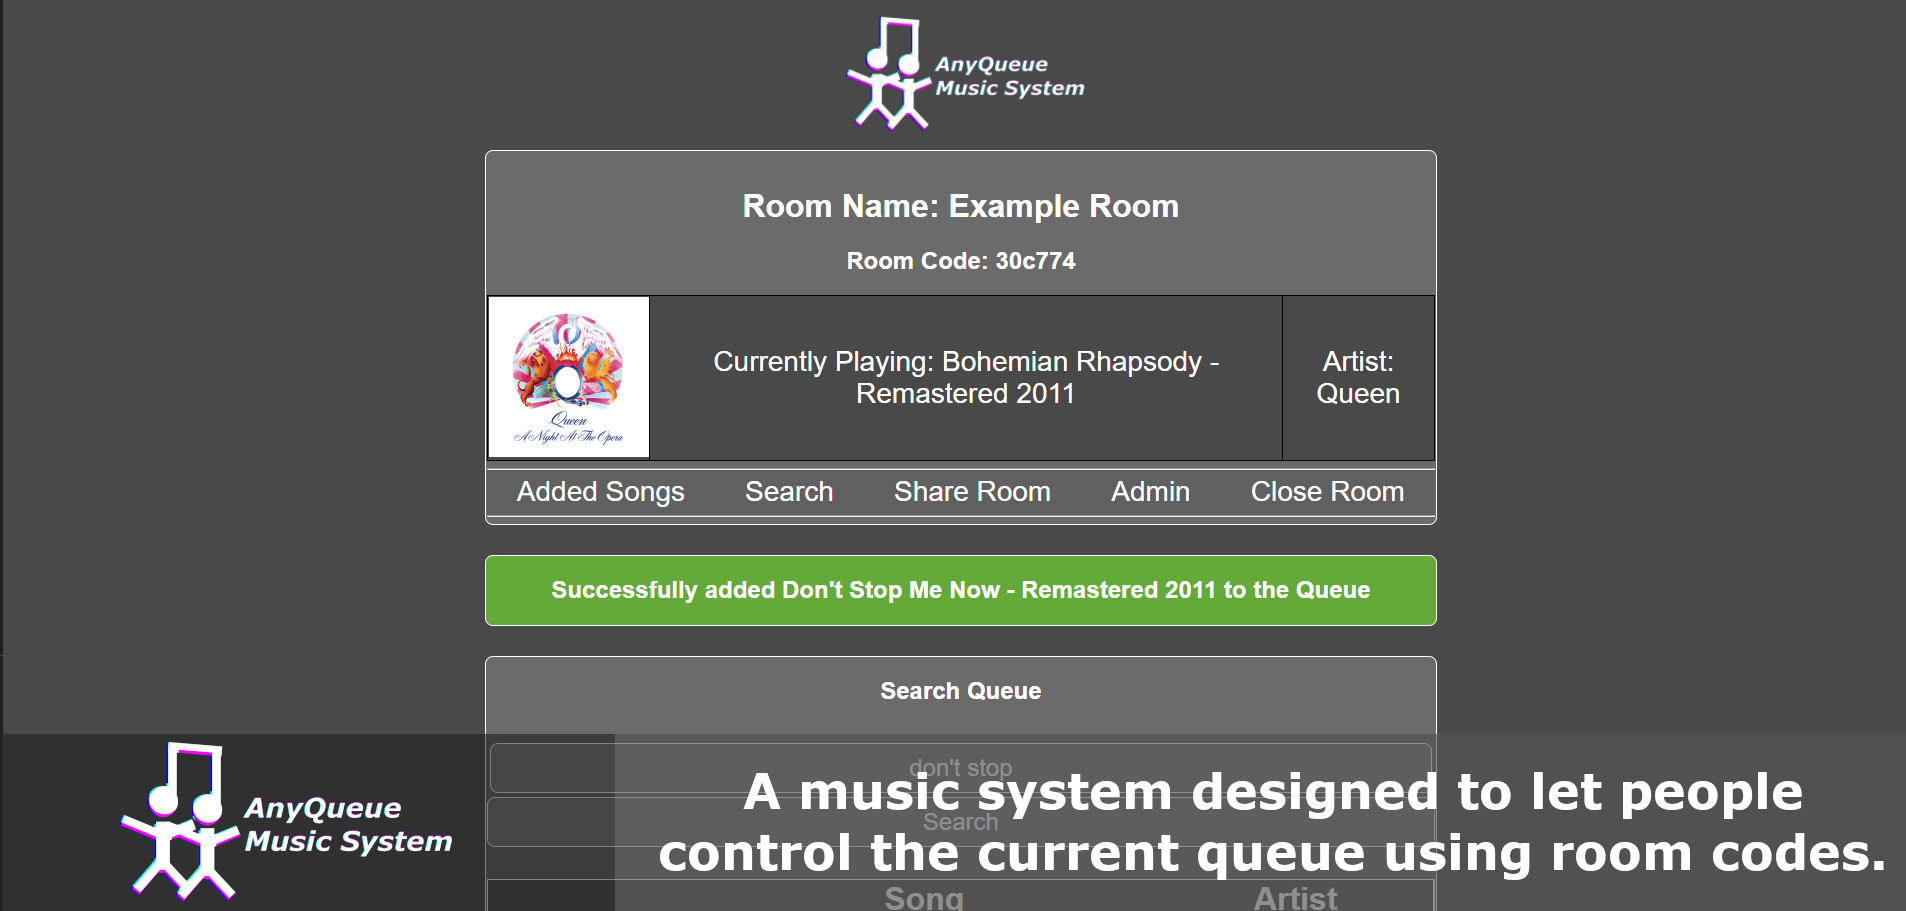 AnyQueue
Music System
Room Name: Example Room
Room Code: 30c774
Queen
A Night At The Opera
Currently Playing: Bohemian Rhapsody -
Remastered 2011
Artist:
Queen
Added Songs Search Share Room Admin Close Room
Successfully added Don't Stop Me Now - Remastered 2011 to the Queue
Search Queue
don't stop
Search
Song Artist
AnyQueue
Music System
A music system designed to let people
control the current queue using room codes.